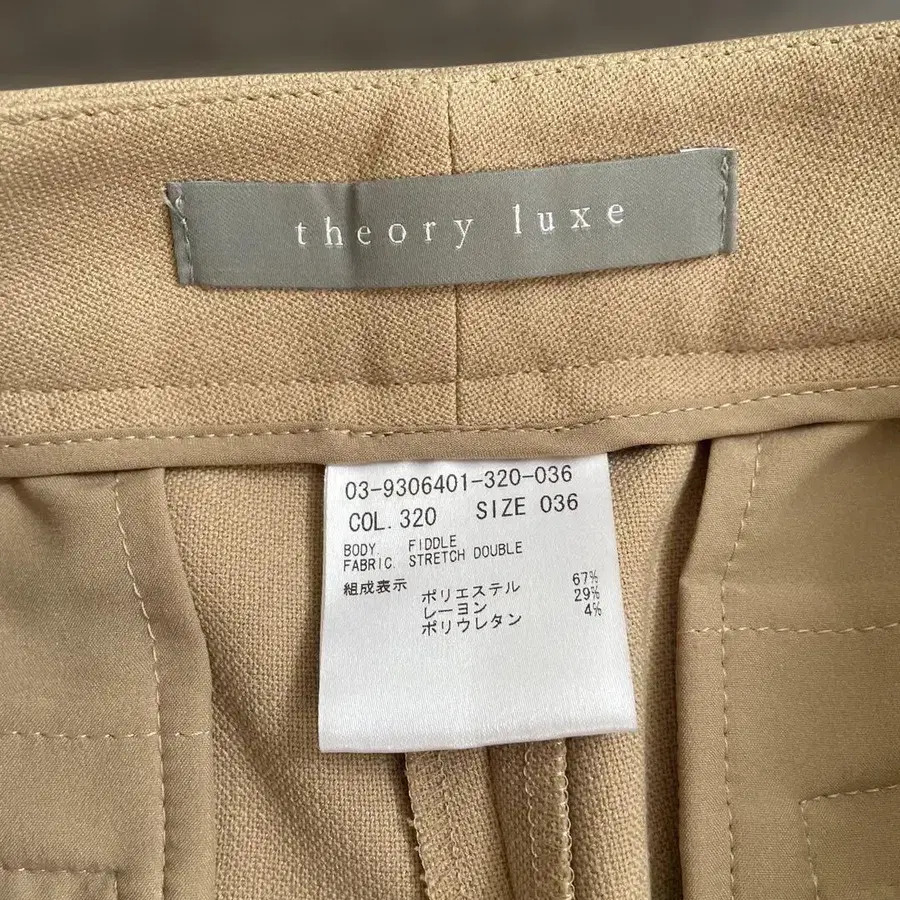 theory luxe
03-9306401-320-036
COL. 320 SIZE 036
BODY. FIDDLE
FABRIC. STRETCH DOUBLE
組成表示
ポリエステル 67%
レーヨン 29%
ポリウレタン 4%